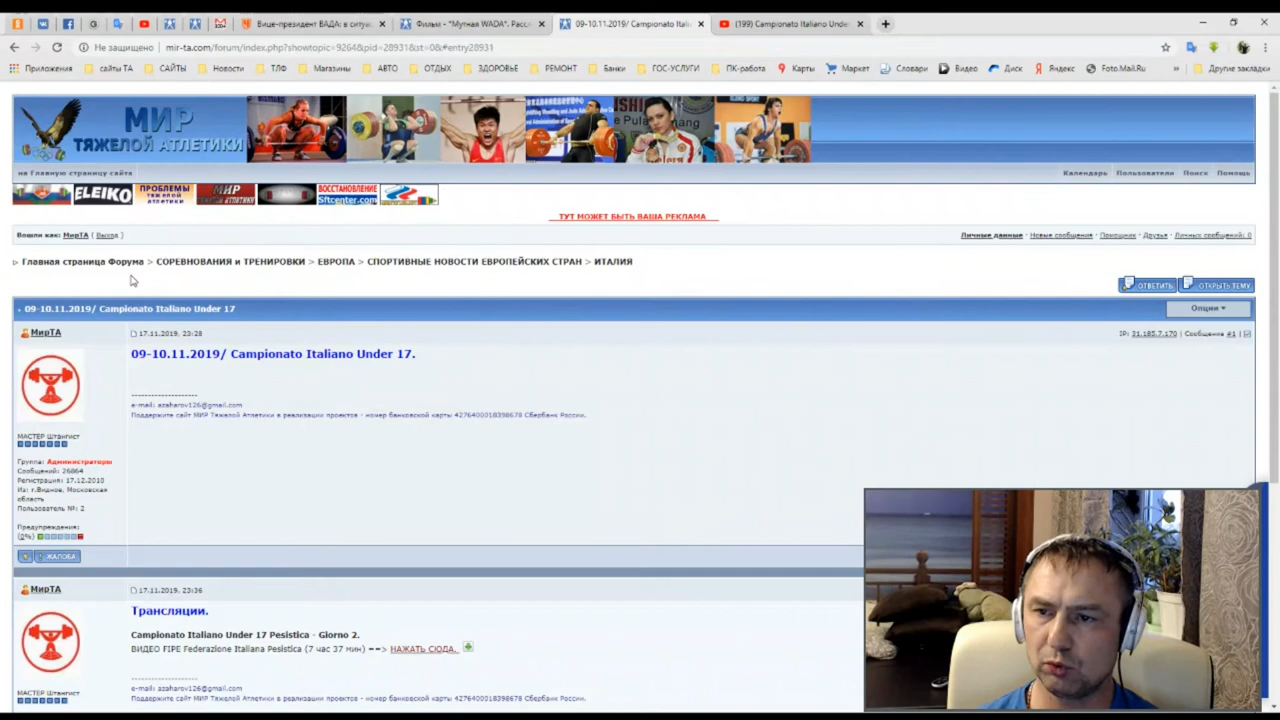 Вице-президент ВАДА: в ситуац
Фильм - "Мутная WADA". Расс
09-10.11.2019/ Campionato Itali
(199) Campionato Italiano Under
Не защищено
mir-ta.com/forum/index.php?showtopic=9264&pid=28931&st=0&#entry28931
Приложения
сайты ТА
САЙТЫ
Новости
ТЛФ
Магазины
АВТО
ОТДЫХ
ЗДОРОВЬЕ
РЕМОНТ
Банки
ГОС-УСЛУГИ
ПК-работа
Карты
Маркет
Словари
Видео
Диск
Яндекс
Foto.Mail.Ru
»
Другие закладки
МИР
ТЯЖЕЛОЙ АТЛЕТИКИ
на Главную страницу сайта
Календарь
Пользователи
Поиск
Помощь
ELEIKO
ПРОБЛЕМЫ
тяжелой
атлетики
МИР
ВОССТАНОВЛЕНИЕ
Sftcenter.com
ТУТ МОЖЕТ БЫТЬ ВАША РЕКЛАМА
Вошли как: МирТА ( Выход )
Личные данные · Новые сообщения · Помощник · Друзья · Личных сообщений: 0
Главная страница Форума > СОРЕВНОВАНИЯ и ТРЕНИРОВКИ > ЕВРОПА > СПОРТИВНЫЕ НОВОСТИ ЕВРОПЕЙСКИХ СТРАН > ИТАЛИЯ
ОТВЕТИТЬ
ОТКРЫТЬ ТЕМУ
09-10.11.2019/ Campionato Italiano Under 17
Опции
МирТА
17.11.2019, 23:28
IP: 31.185.7.170 | Сообщение #1 |
09-10.11.2019/ Campionato Italiano Under 17.
--------------------
e-mail: azaharov126@gmail.com
Поддержите сайт МИР Тяжелой Атлетики в реализации проектов - номер банковской карты 4276400018398678 Сбербанк России.
МАСТЕР Штангист
Группа: Администраторы
Сообщений: 26864
Регистрация: 17.12.2010
Из: г.Видное, Московская
область
Пользователь №: 2
Предупреждения:
(0%)
ЖАЛОБА
МирТА
17.11.2019, 23:36
Трансляции.
Campionato Italiano Under 17 Pesistica - Giorno 2.
ВИДЕО FIPE Federazione Italiana Pesistica (7 час 37 мин) ==> НАЖАТЬ СЮДА.
--------------------
e-mail: azaharov126@gmail.com
Поддержите сайт МИР Тяжелой Атлетики в реализации проектов - номер банковской карты 4276400018398678 Сбербанк России.
МАСТЕР Штангист